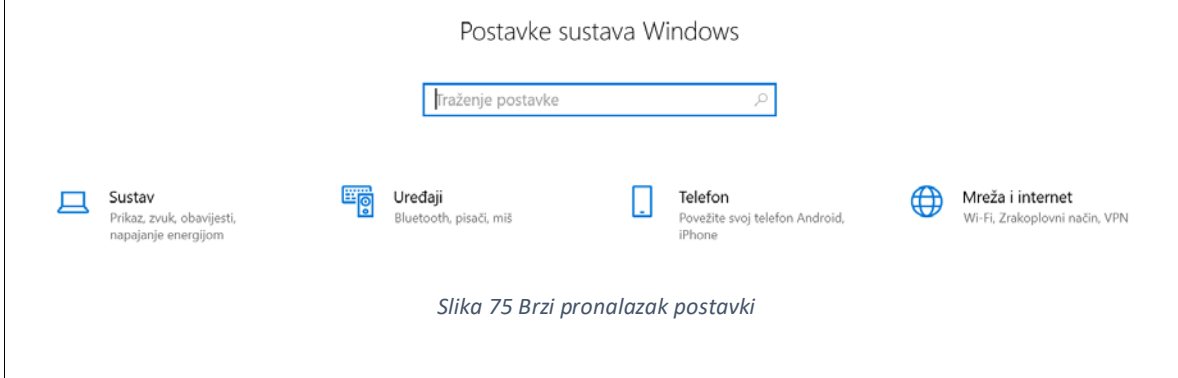 Postavke sustava Windows
Traženje postavke
Sustav
Prikaz, zvuk, obavijesti,
napajanje energijom
Uređaji
Bluetooth, pisači, miš
Telefon
Povežite svoj telefon Android,
iPhone
Mreža i internet
Wi-Fi, Zrakoplovni način, VPN
Slika 75 Brzi pronalazak postavki